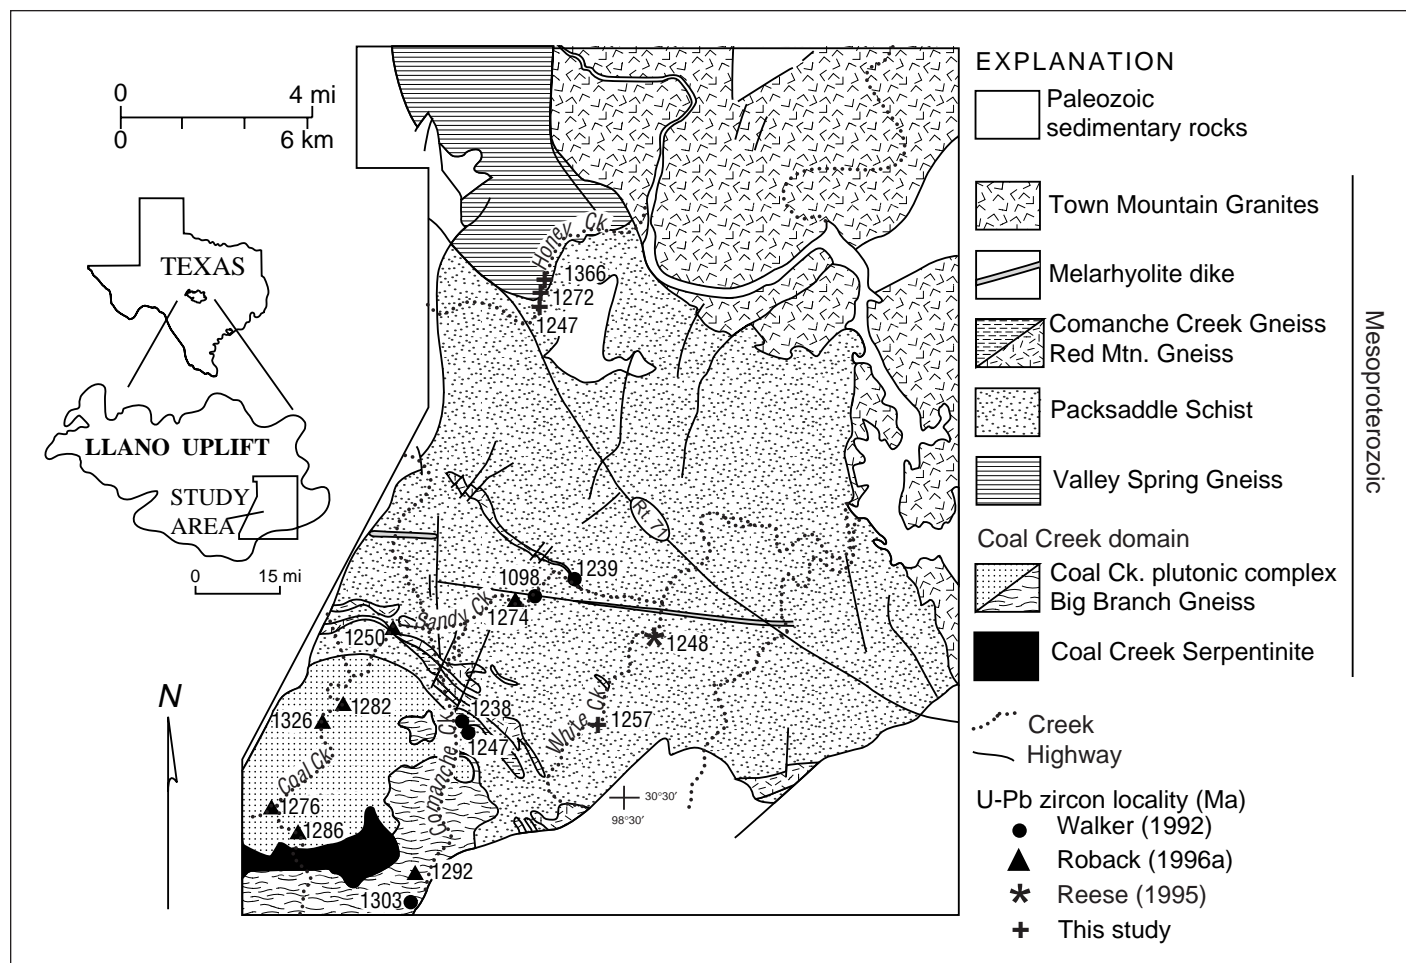 0 4 mi
0 6 km
TEXAS
LLANO UPLIFT
STUDY
AREA
0 15 mi
N
Honey Ck
1366
1272
1247
Rt. 71
1239
1098
1274
Sandy Ck.
1250
1248
1282
1326
1238
1247
White Ck.
1257
Coal Ck.
Comanche Ck.
1276
1286
30°30'
98°30'
1292
1303
EXPLANATION
Paleozoic
sedimentary rocks
Town Mountain Granites
Melarhyolite dike
Comanche Creek Gneiss
Red Mtn. Gneiss
Packsaddle Schist
Valley Spring Gneiss
Coal Creek domain
Coal Ck. plutonic complex
Big Branch Gneiss
Coal Creek Serpentinite
Mesoproterozoic
Creek
Highway
U-Pb zircon locality (Ma)
Walker (1992)
Roback (1996a)
Reese (1995)
This study